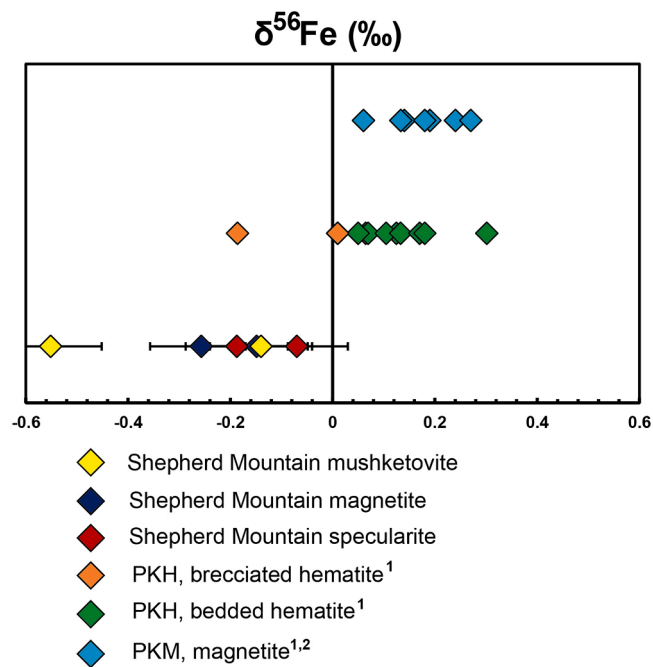 δ⁵⁶Fe (‰)
-0.6 -0.4 -0.2 0 0.2 0.4 0.6
Shepherd Mountain mushketovite
Shepherd Mountain magnetite
Shepherd Mountain specularite
PKH, brecciated hematite¹
PKH, bedded hematite¹
PKM, magnetite¹,²